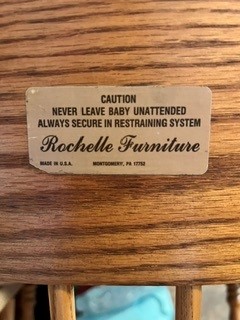 CAUTION
NEVER LEAVE BABY UNATTENDED
ALWAYS SECURE IN RESTRAINING SYSTEM
Rochelle Furniture
MADE IN U.S.A. MONTGOMERY, PA 17752